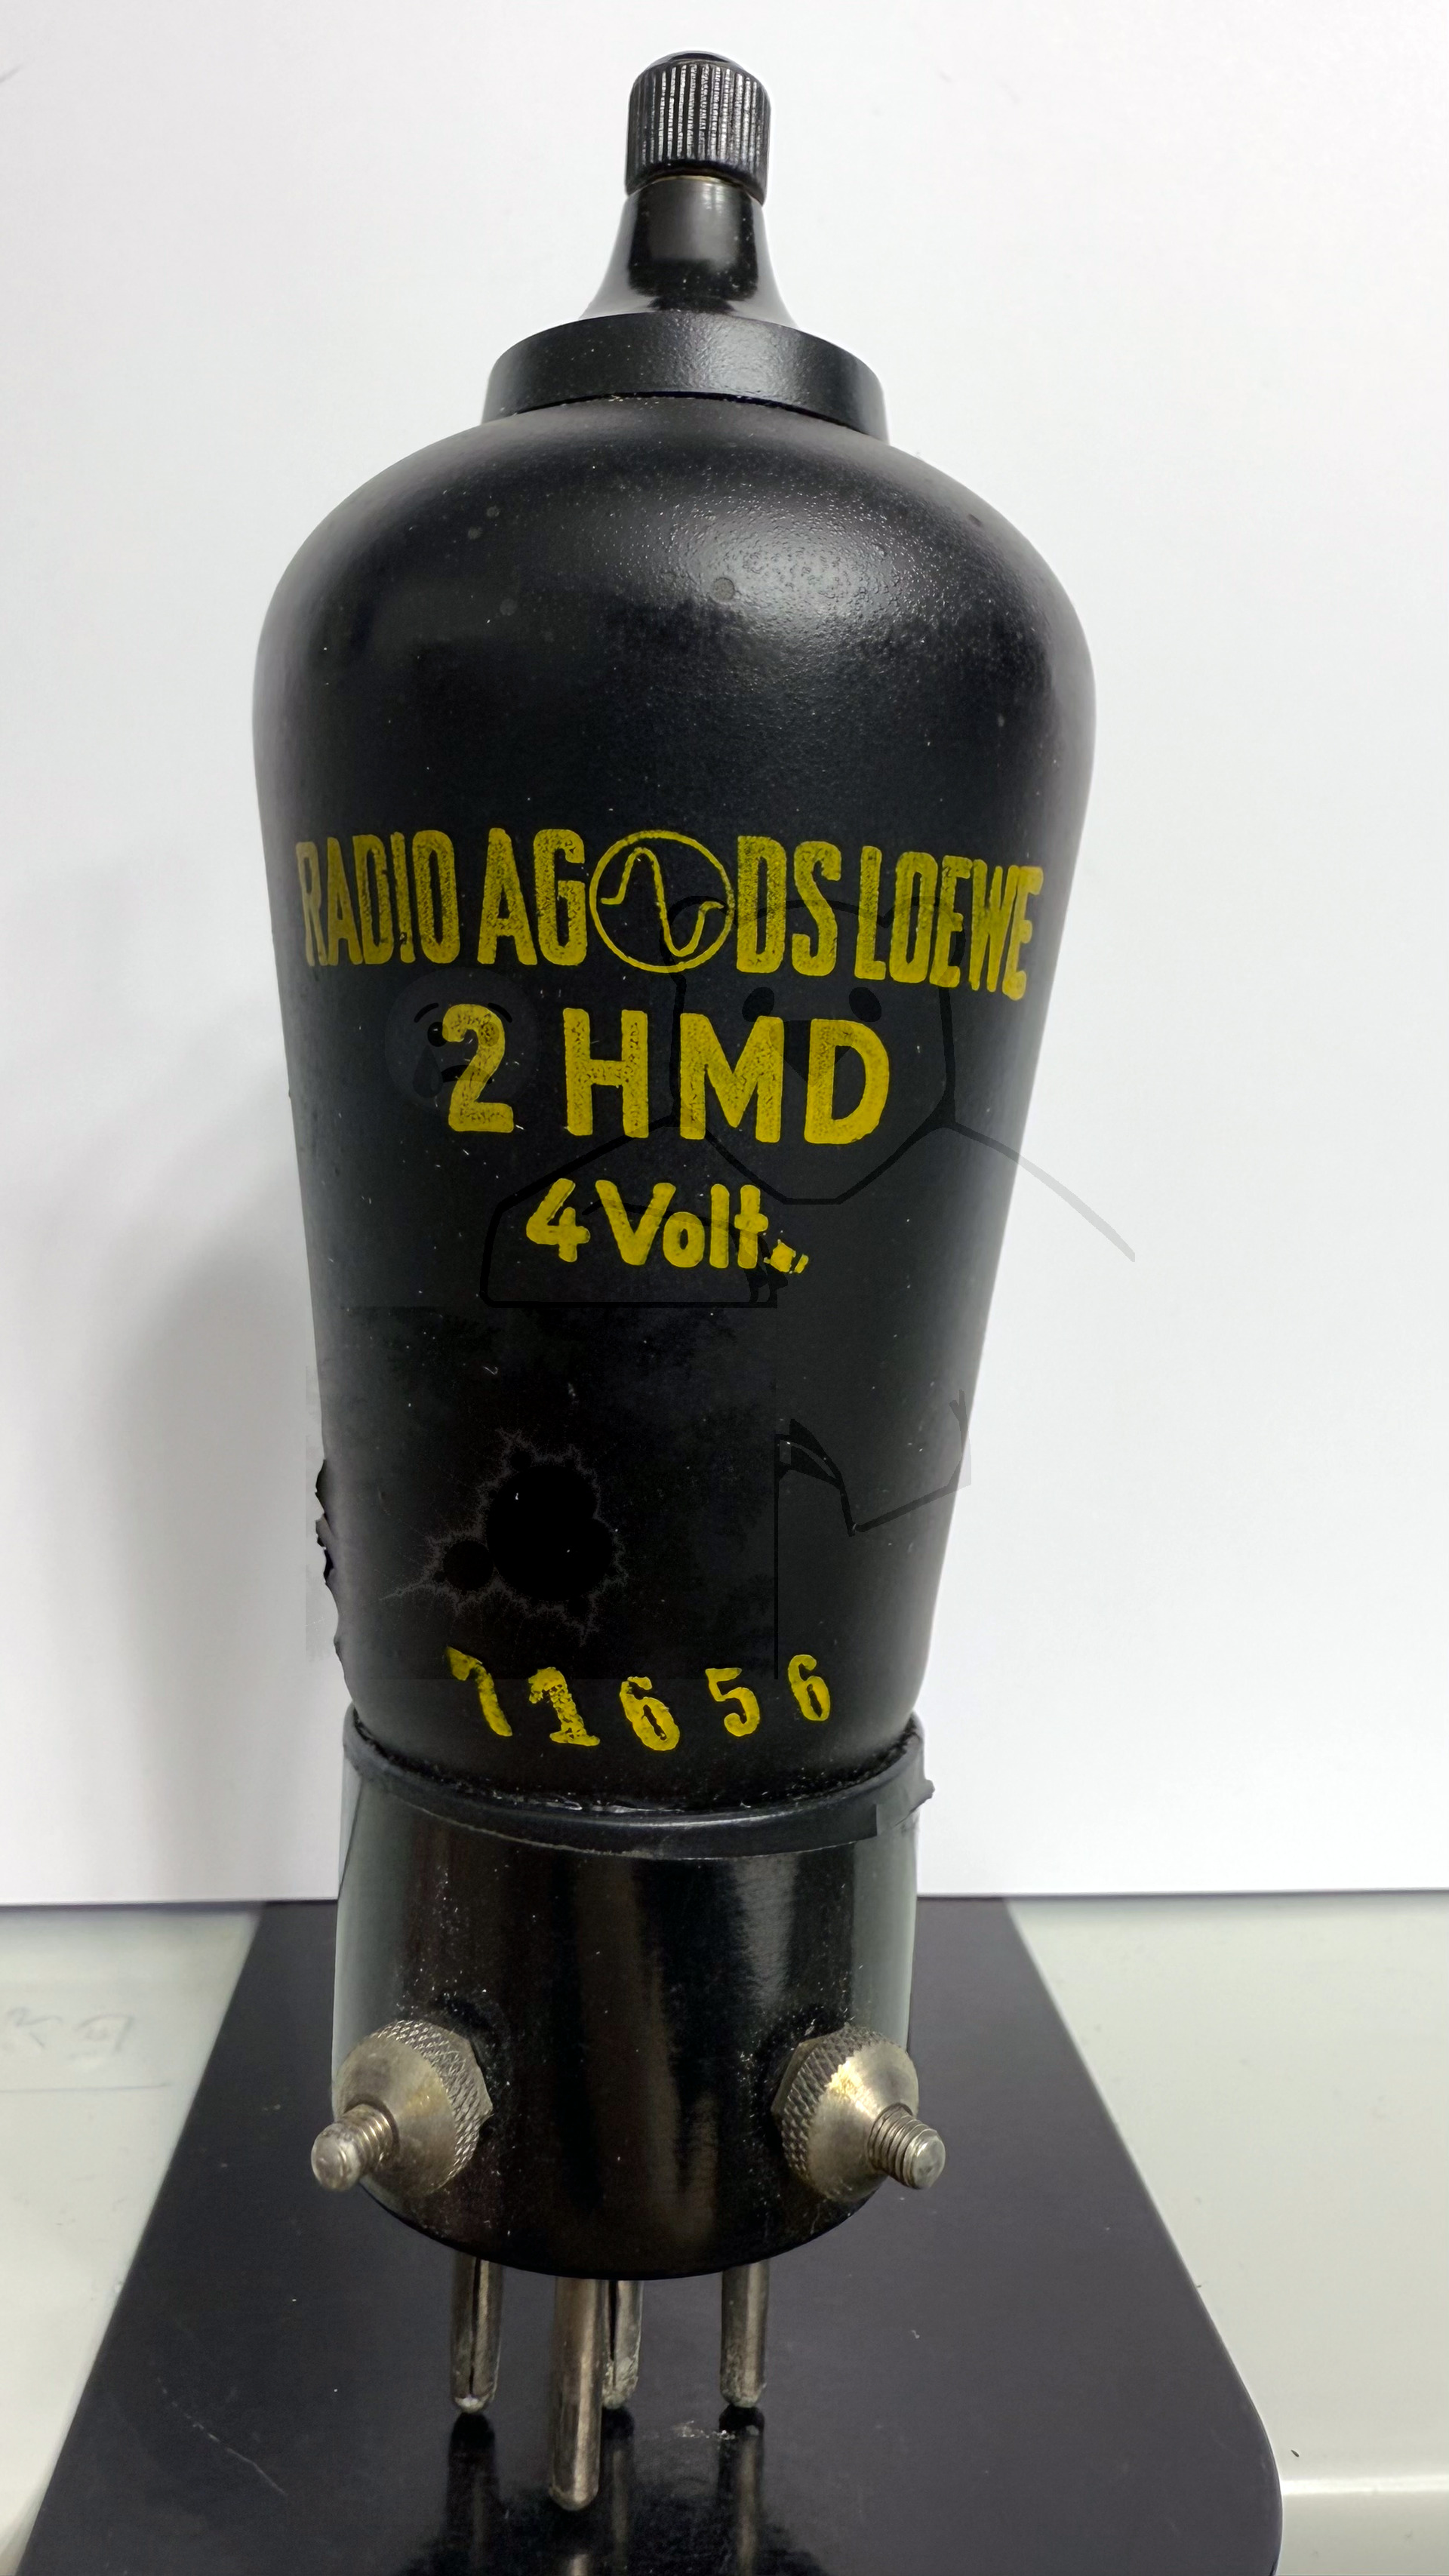 RADIO AG DS LOEWE
2 HMD
4 Volt.
71656